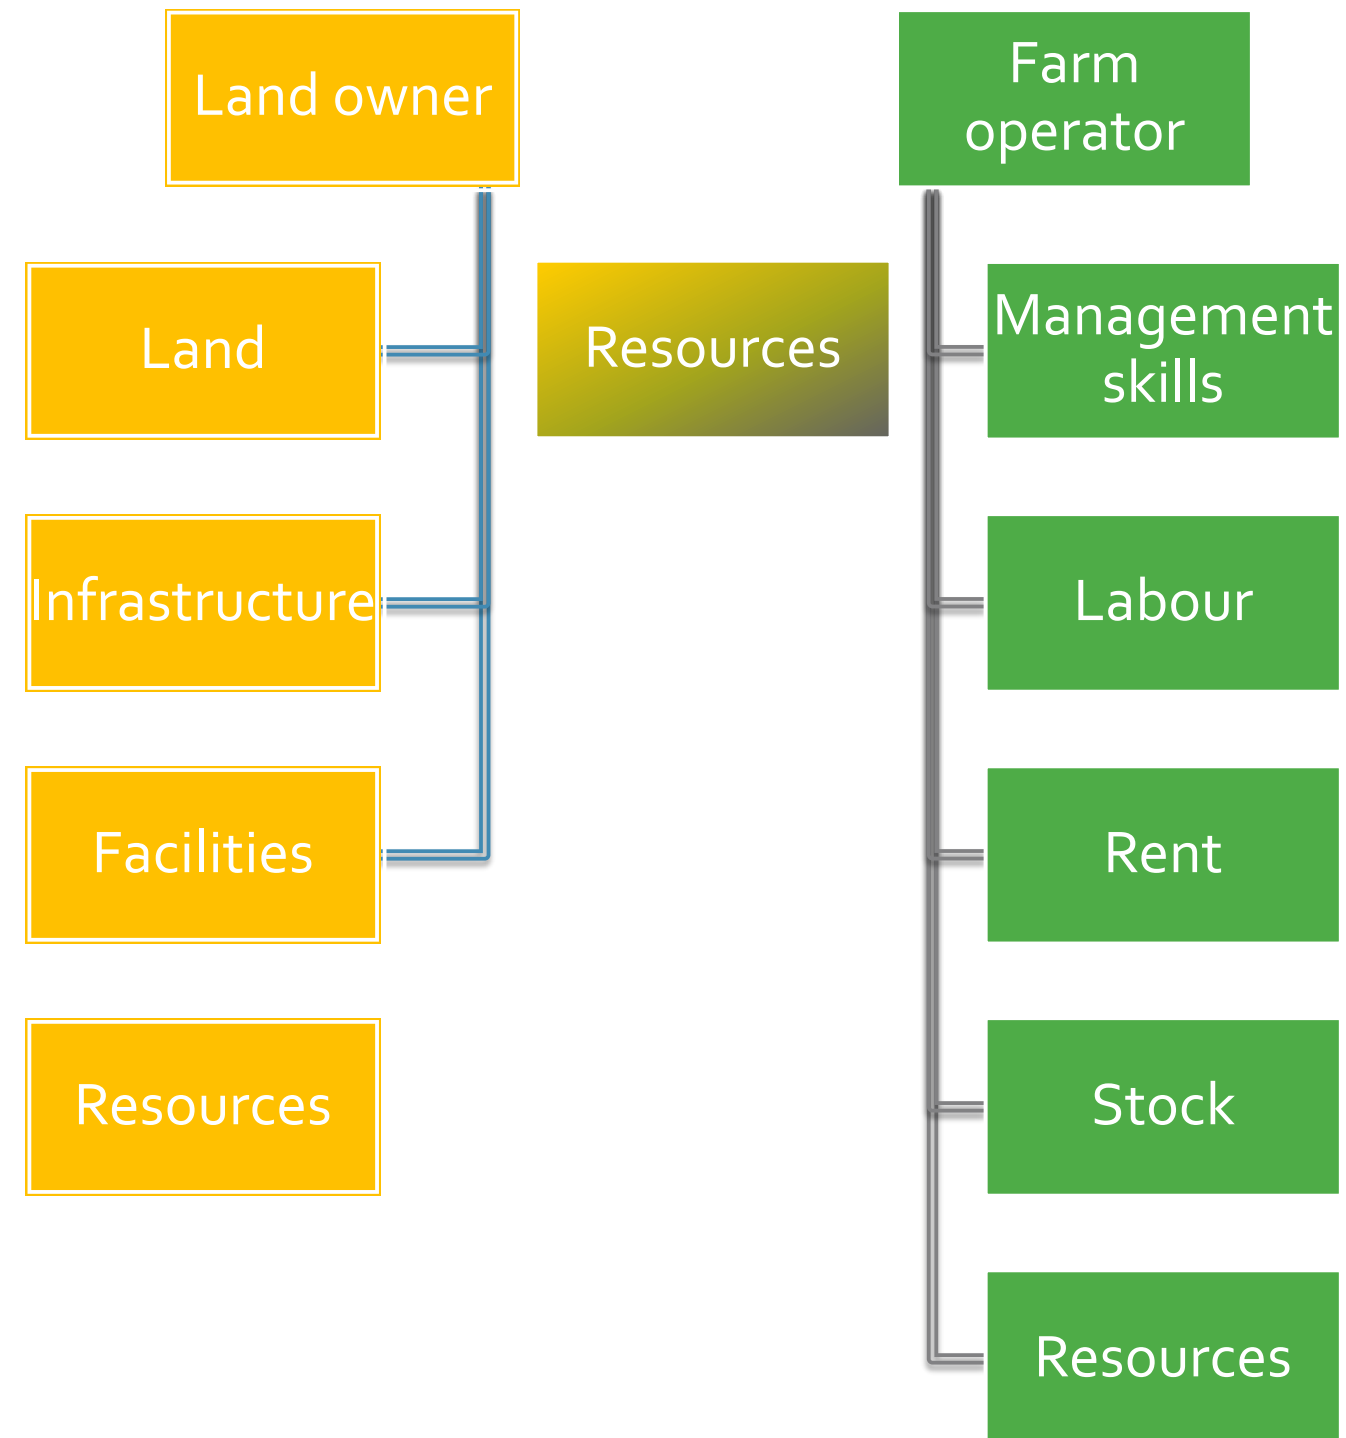 Land owner
Farm
operator
Land
Resources
Management
skills
Infrastructure
Labour
Facilities
Rent
Resources
Stock
Resources